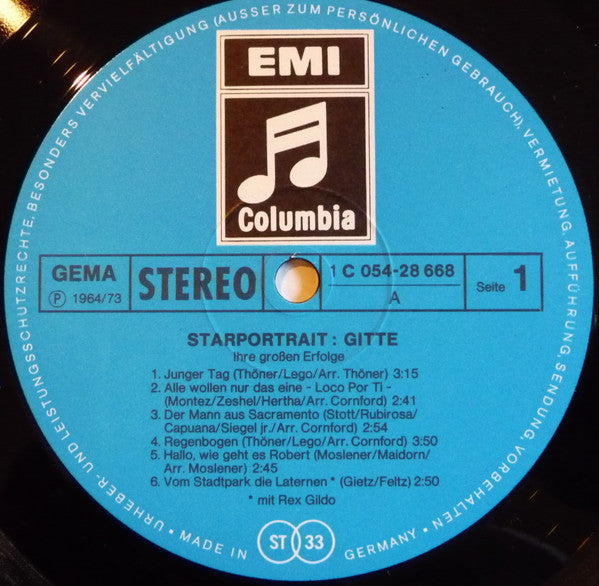 URHEBER- UND LEISTUNGSSCHUTZRECHTE, BESONDERS VERVIELFÄLTIGUNG (AUSSER ZUM PERSÖNLICHEN GEBRAUCH), VERMIETUNG, AUFFÜHRUNG, SENDUNG, VORBEHALTEN
EMI
Columbia
GEMA
Ⓟ 1964/73
STEREO
1 C 054-28 668
A
Seite 1
STARPORTRAIT : GITTE
Ihre großen Erfolge
1. Junger Tag (Thöner/Lego/Arr. Thöner) 3:15
2. Alle wollen nur das eine - Loco Por Ti -
(Montez/Zeshel/Hertha/Arr. Cornford) 2:41
3. Der Mann aus Sacramento (Stott/Rubirosa/
Capuana/Siegel jr./Arr. Cornford) 2:54
4. Regenbogen (Thöner/Lego/Arr. Cornford) 3:50
5. Hallo, wie geht es Robert (Moslener/Maidorn/
Arr. Moslener) 2:45
6. Vom Stadtpark die Laternen * (Gietz/Feltz) 2:50
* mit Rex Gildo
• MADE IN ST 33 GERMANY •